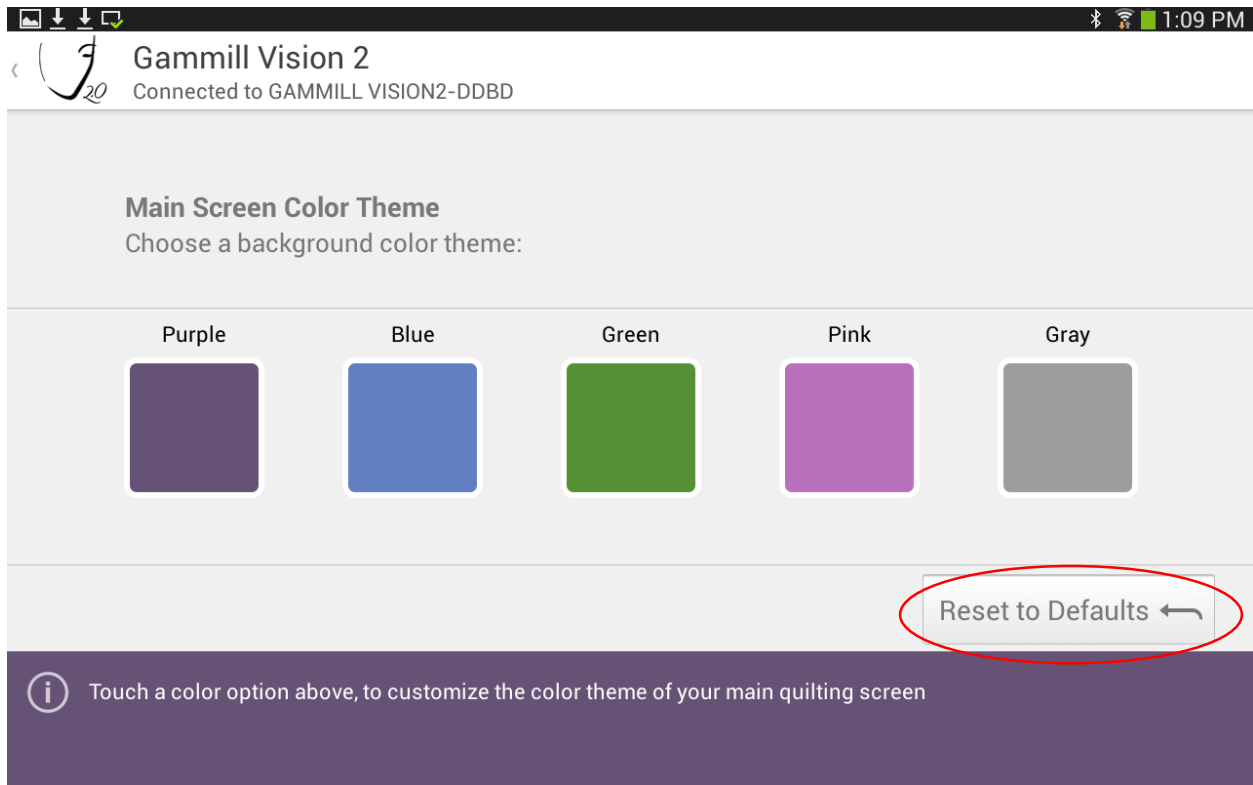 1:09 PM
20
Gammill Vision 2
Connected to GAMMILL VISION2-DDBD
Main Screen Color Theme
Choose a background color theme:
Purple Blue Green Pink Gray
Reset to Defaults
Touch a color option above, to customize the color theme of your main quilting screen